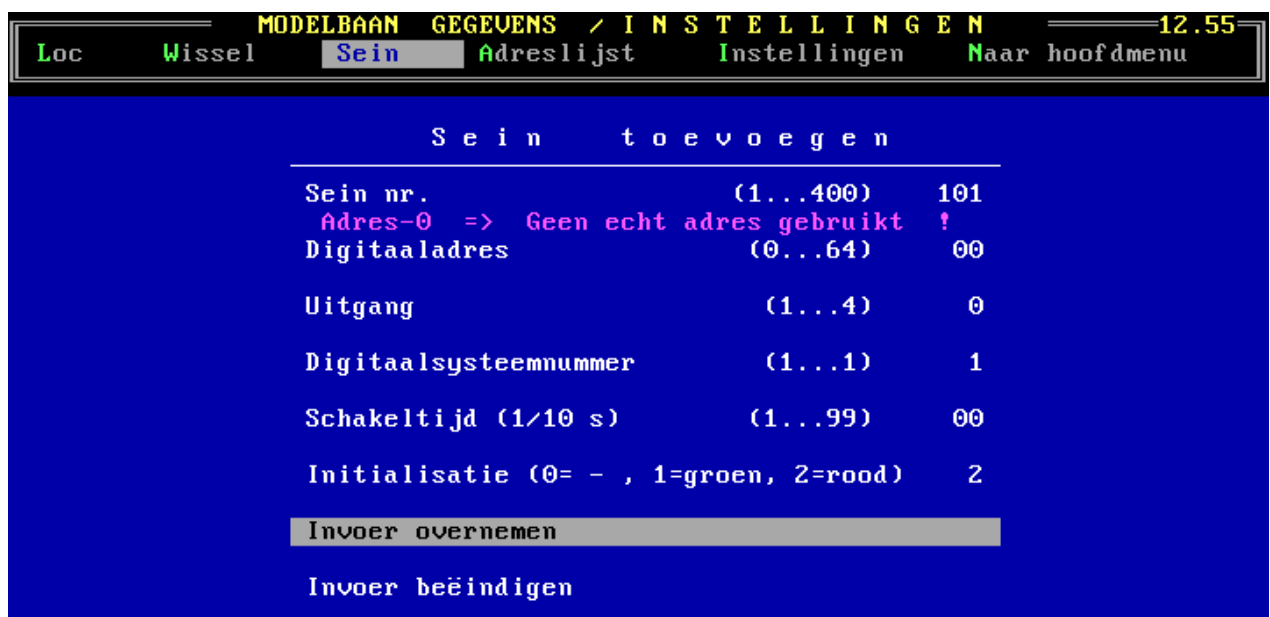 MODELBAAN GEGEVENS / I N S T E L L I N G E N 12.55
Loc Wissel Sein Adreslijst Instellingen Naar hoofdmenu
S e i n t o e v o e g e n
Sein nr. (1...400) 101
Adres-0 => Geen echt adres gebruikt !
Digitaaladres (0...64) 00
Uitgang (1...4) 0
Digitaalsysteemnummer (1...1) 1
Schakeltijd (1/10 s) (1...99) 00
Initialisatie (0= - , 1=groen, 2=rood) 2
Invoer overnemen
Invoer beëindigen